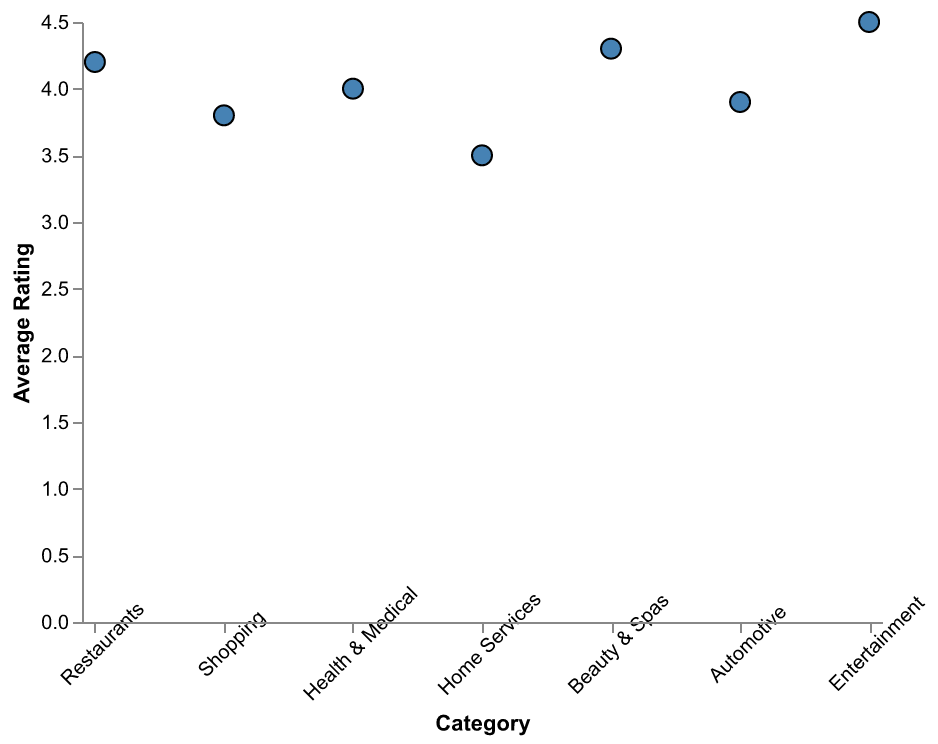 4.5
4.0
3.5
3.0
2.5
2.0
1.5
1.0
0.5
0.0
Average Rating
Restaurants
Shopping
Health & Medical
Home Services
Beauty & Spas
Automotive
Entertainment
Category